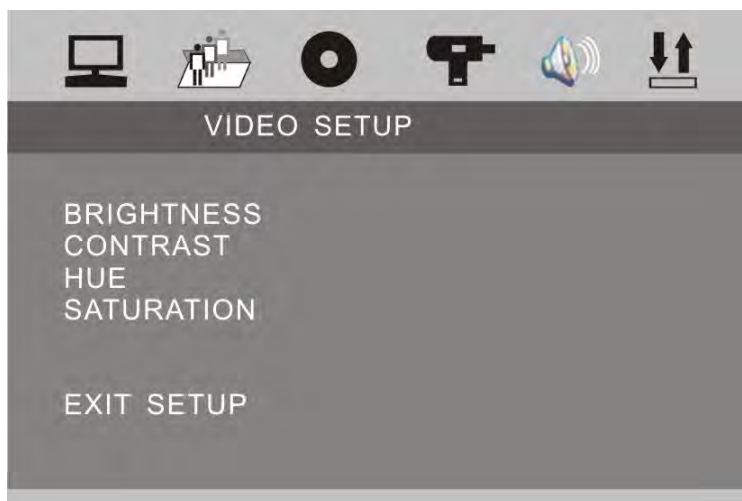 VIDEO SETUP
BRIGHTNESS
CONTRAST
HUE
SATURATION
EXIT SETUP